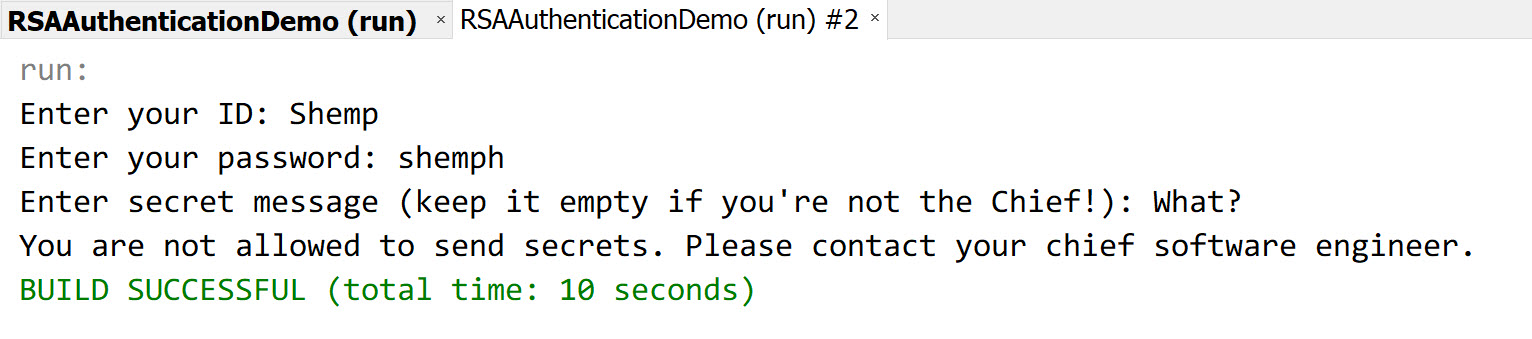 RSAAuthenticationDemo (run) × RSAAuthenticationDemo (run) #2 ×
run:
Enter your ID: Shemp
Enter your password: shemph
Enter secret message (keep it empty if you're not the Chief!): What?
You are not allowed to send secrets. Please contact your chief software engineer.
BUILD SUCCESSFUL (total time: 10 seconds)